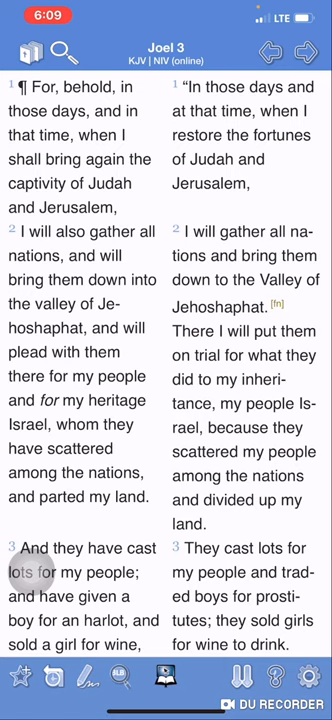 6:09
LTE
Joel 3
KJV | NIV (online)
1 ¶ For, behold, in
those days, and in
that time, when I
shall bring again the
captivity of Judah
and Jerusalem,
2 I will also gather all
nations, and will
bring them down into
the valley of Je-
hoshaphat, and will
plead with them
there for my people
and for my heritage
Israel, whom they
have scattered
among the nations,
and parted my land.
3 And they have cast
lots for my people;
and have given a
boy for an harlot, and
sold a girl for wine,
1 “In those days and
at that time, when I
restore the fortunes
of Judah and
Jerusalem,
2 I will gather all na-
tions and bring them
down to the Valley of
Jehoshaphat. [fn]
There I will put them
on trial for what they
did to my inheri-
tance, my people Is-
rael, because they
scattered my people
among the nations
and divided up my
land.
3 They cast lots for
my people and trad-
ed boys for prosti-
tutes; they sold girls
for wine to drink.
BLB
DU RECORDER